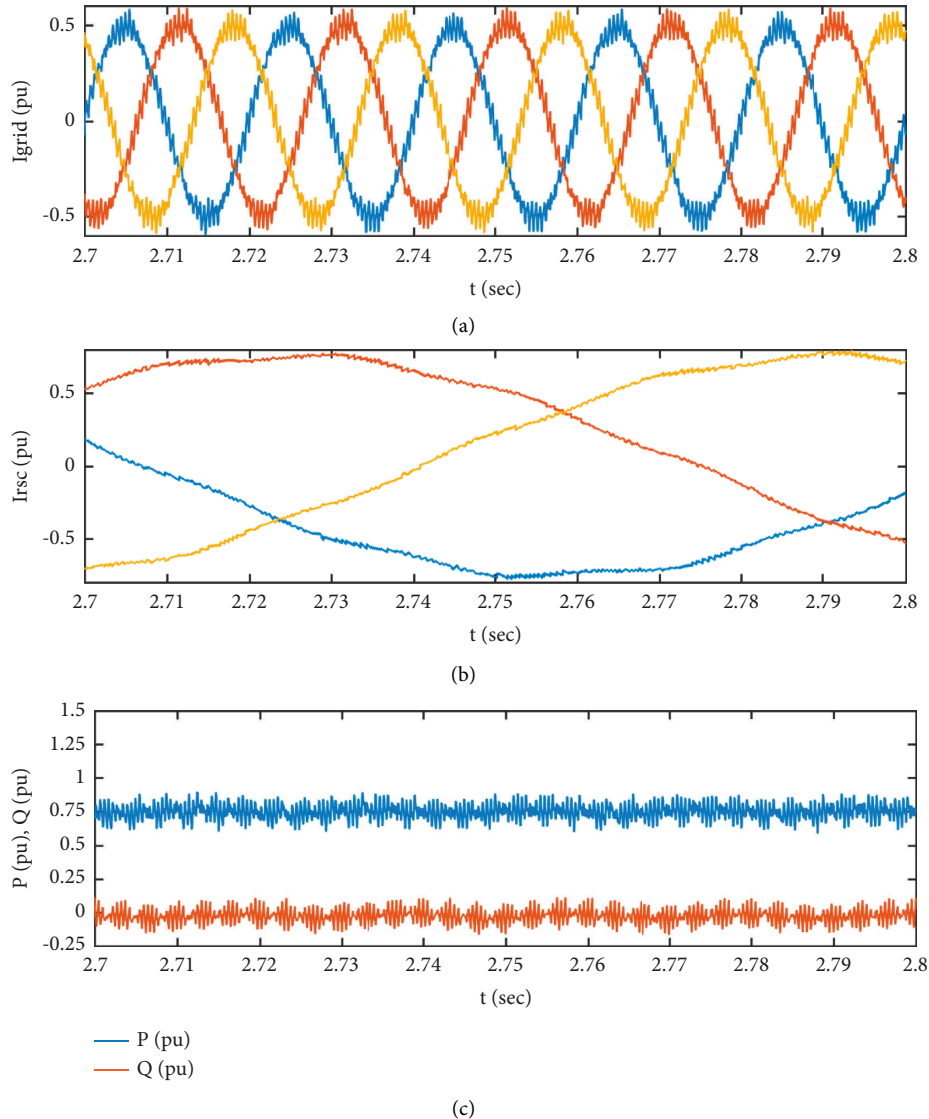 Igrid (pu)
0.5
0
-0.5
2.7 2.71 2.72 2.73 2.74 2.75 2.76 2.77 2.78 2.79 2.8
t (sec)
(a)
Irsc (pu)
0.5
0
-0.5
2.7 2.71 2.72 2.73 2.74 2.75 2.76 2.77 2.78 2.79 2.8
t (sec)
(b)
P (pu), Q (pu)
1.5
1.25
1
0.75
0.5
0.25
0
-0.25
2.7 2.71 2.72 2.73 2.74 2.75 2.76 2.77 2.78 2.79 2.8
t (sec)
P (pu)
Q (pu)
(c)